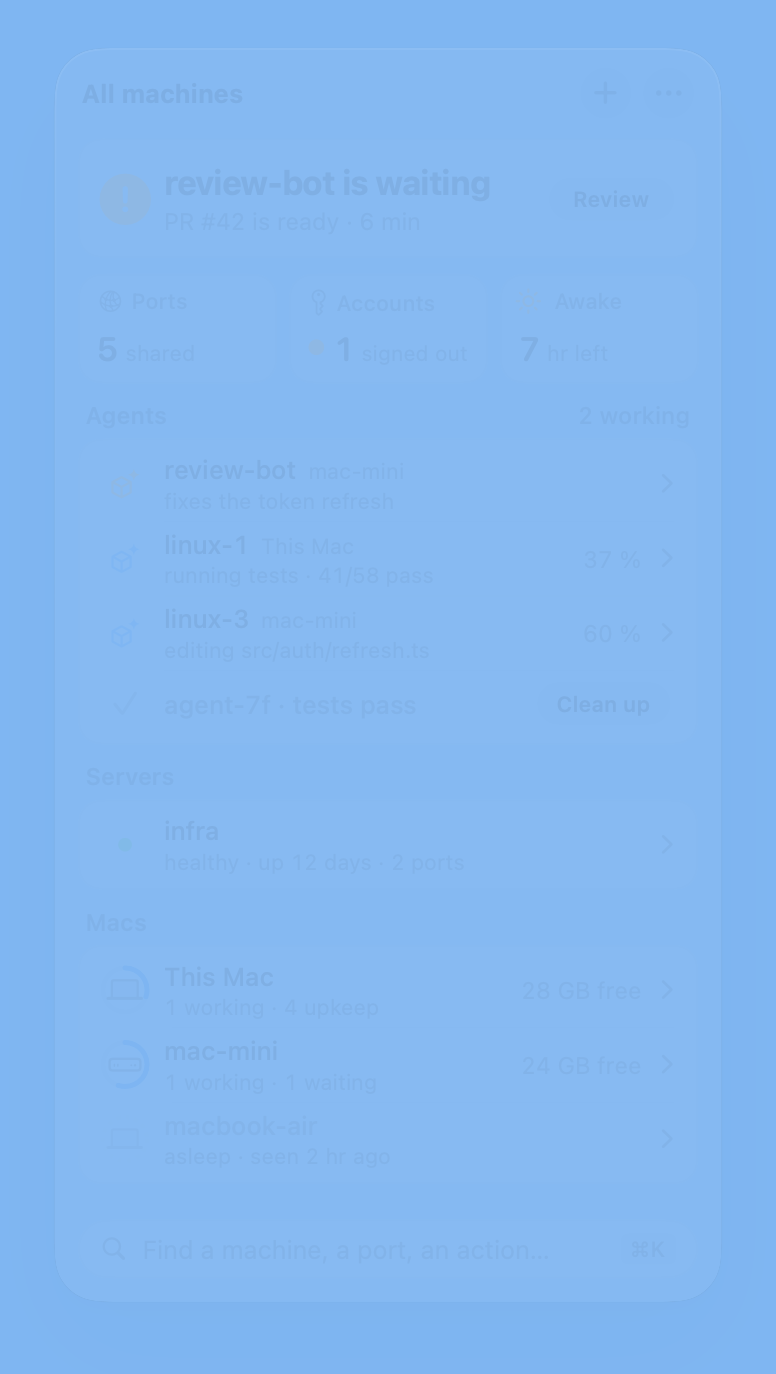 All machines
review-bot is waiting
PR #42 is ready · 6 min
Review
Ports
5 shared
Accounts
1 signed out
Awake
7 hr left
Agents
2 working
review-bot mac-mini
fixes the token refresh
linux-1 This Mac
running tests · 41/58 pass
37 %
linux-3 mac-mini
editing src/auth/refresh.ts
60 %
agent-7f · tests pass
Clean up
Servers
infra
healthy · up 12 days · 2 ports
Macs
This Mac
1 working · 4 upkeep
28 GB free
mac-mini
1 working · 1 waiting
24 GB free
macbook-air
asleep · seen 2 hr ago
Find a machine, a port, an action...
⌘K